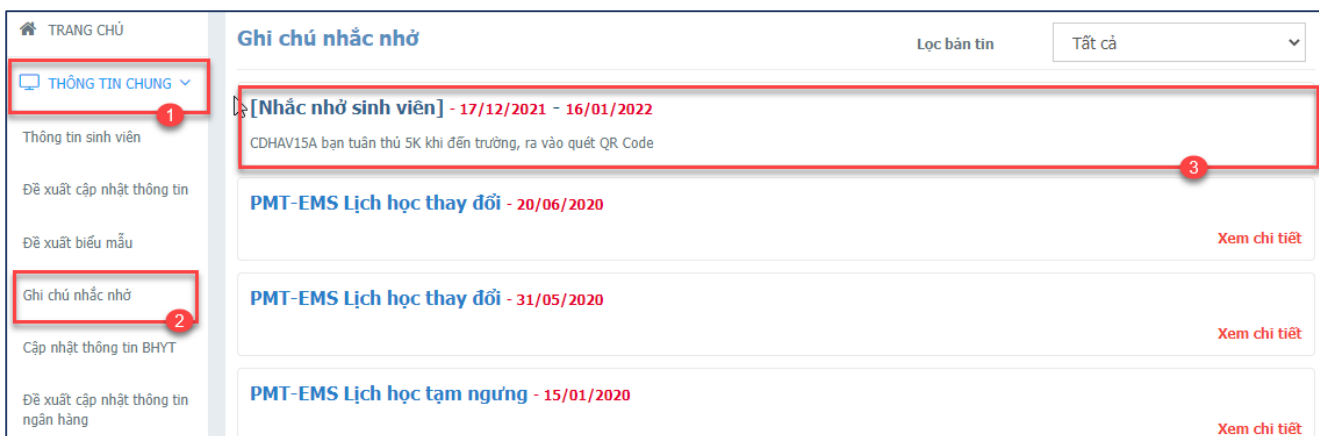 TRANG CHỦ
THÔNG TIN CHUNG
1
Thông tin sinh viên
Đề xuất cập nhật thông tin
Đề xuất biểu mẫu
Ghi chú nhắc nhở
2
Cập nhật thông tin BHYT
Đề xuất cập nhật thông tin
ngân hàng
Ghi chú nhắc nhở
Lọc bản tin
Tất cả
[Nhắc nhở sinh viên] - 17/12/2021 - 16/01/2022
CDHAV15A bạn tuân thủ 5K khi đến trường, ra vào quét QR Code
3
PMT-EMS Lịch học thay đổi - 20/06/2020
Xem chi tiết
PMT-EMS Lịch học thay đổi - 31/05/2020
Xem chi tiết
PMT-EMS Lịch học tạm ngưng - 15/01/2020
Xem chi tiết